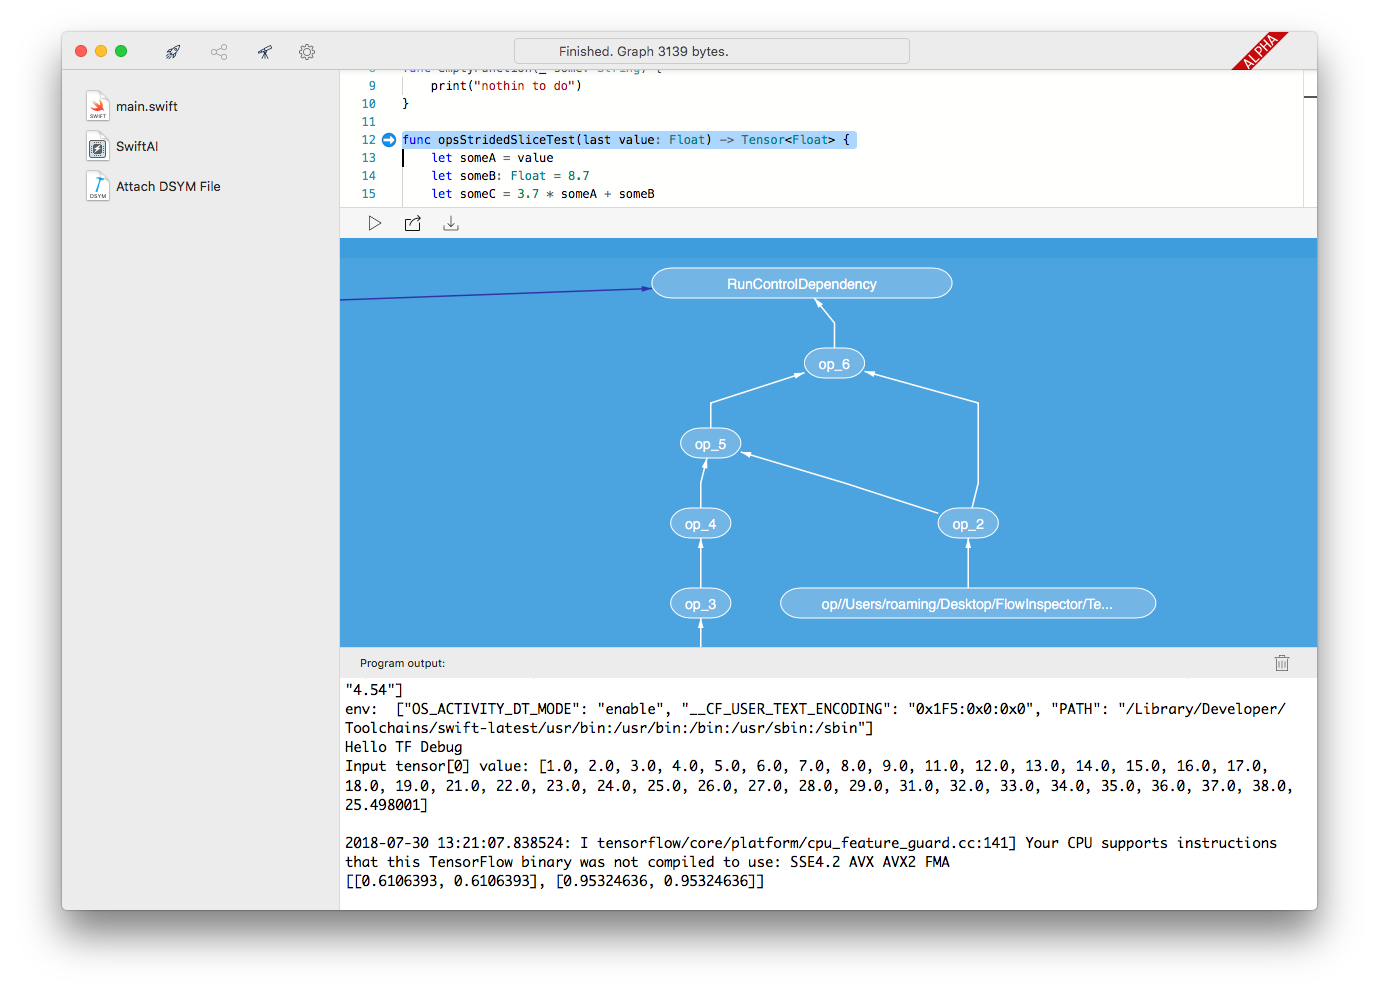 Finished. Graph 3139 bytes.
ALPHA
main.swift
SWIFT
SwiftAI
Attach DSYM File
DSYM
8 func emptyFunction(_ some: String) {
9 print("nothin to do")
10 }
11
12 func opsStridedSliceTest(last value: Float) -> Tensor<Float> {
13 let someA = value
14 let someB: Float = 8.7
15 let someC = 3.7 * someA + someB
RunControlDependency
op_6
op_5
op_4
op_2
op_3
op//Users/roaming/Desktop/FlowInspector/Te...
Program output:
"4.54"]
env:  ["OS_ACTIVITY_DT_MODE": "enable", "__CF_USER_TEXT_ENCODING": "0x1F5:0x0:0x0", "PATH": "/Library/Developer/
Toolchains/swift-latest/usr/bin:/usr/bin:/bin:/usr/sbin:/sbin"]
Hello TF Debug
Input tensor[0] value: [1.0, 2.0, 3.0, 4.0, 5.0, 6.0, 7.0, 8.0, 9.0, 11.0, 12.0, 13.0, 14.0, 15.0, 16.0, 17.0,
18.0, 19.0, 21.0, 22.0, 23.0, 24.0, 25.0, 26.0, 27.0, 28.0, 29.0, 31.0, 32.0, 33.0, 34.0, 35.0, 36.0, 37.0, 38.0,
25.498001]
2018-07-30 13:21:07.838524: I tensorflow/core/platform/cpu_feature_guard.cc:141] Your CPU supports instructions
that this TensorFlow binary was not compiled to use: SSE4.2 AVX AVX2 FMA
[[0.6106393, 0.6106393], [0.95324636, 0.95324636]]